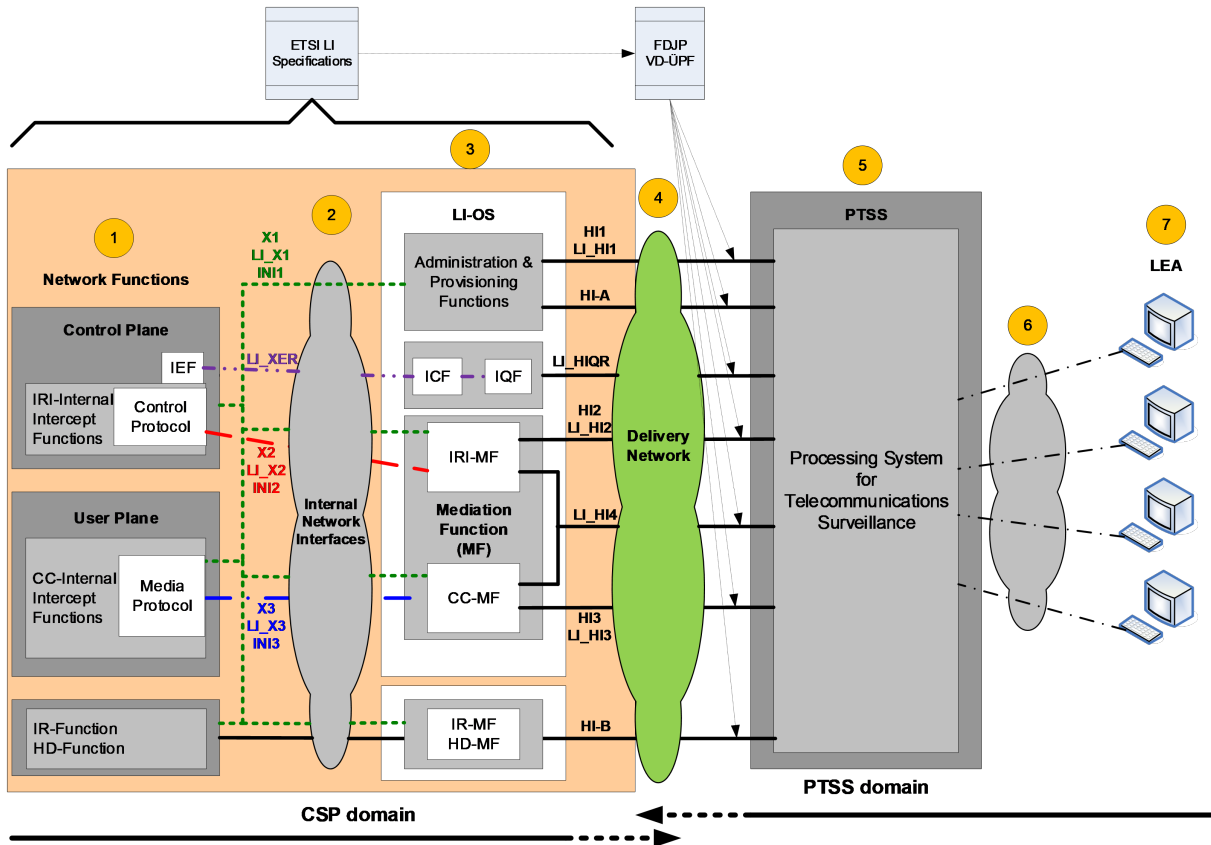 ETSI LI
Specifications
FDJP
VD-ÜPF
1
2
3
4
5
6
7
Network Functions
Control Plane
IEF
IRI-Internal
Intercept
Functions
Control
Protocol
User Plane
CC-Internal
Intercept
Functions
Media
Protocol
IR-Function
HD-Function
X1
LI_X1
INI1
LI_XER
X2
LI_X2
INI2
X3
LI_X3
INI3
Internal
Network
Interfaces
LI-OS
Administration &
Provisioning
Functions
ICF
IQF
IRI-MF
Mediation
Function
(MF)
CC-MF
IR-MF
HD-MF
HI1
LI_HI1
HI-A
LI_HIQR
HI2
LI_HI2
LI_HI4
HI3
LI_HI3
HI-B
Delivery
Network
PTSS
Processing System
for
Telecommunications
Surveillance
LEA
CSP domain
PTSS domain